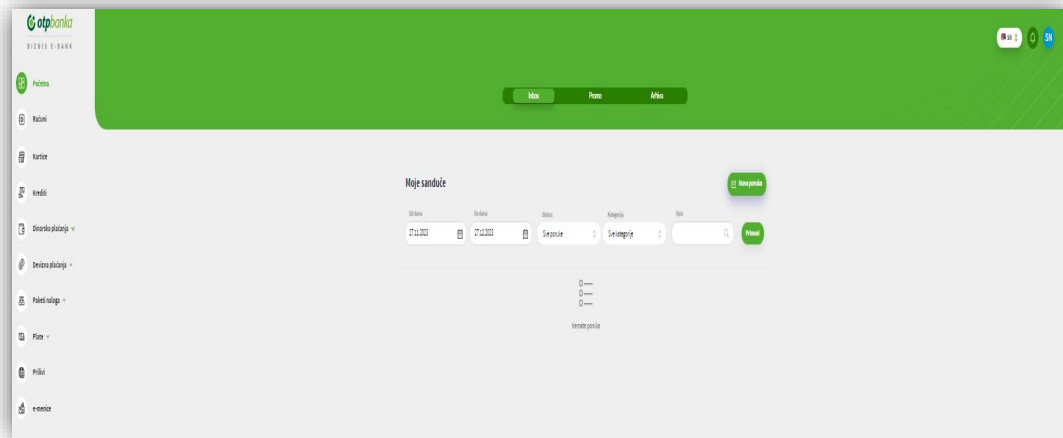 otpbanka
BIZNIS E-BANK
SN
Početna
Inbox Promo Arhiva
Računi
Kartice
Moje sanduče
Nova poruka
Krediti
Od dana Do dana Status Kategorija Opis
27.11.2023 27.12.2023 Sve poruke Sve kategorije Primeni
Dinarska plaćanja
Devizna plaćanja
Paketi naloga
Nemate poruka
Plate
Prilivi
e-menice